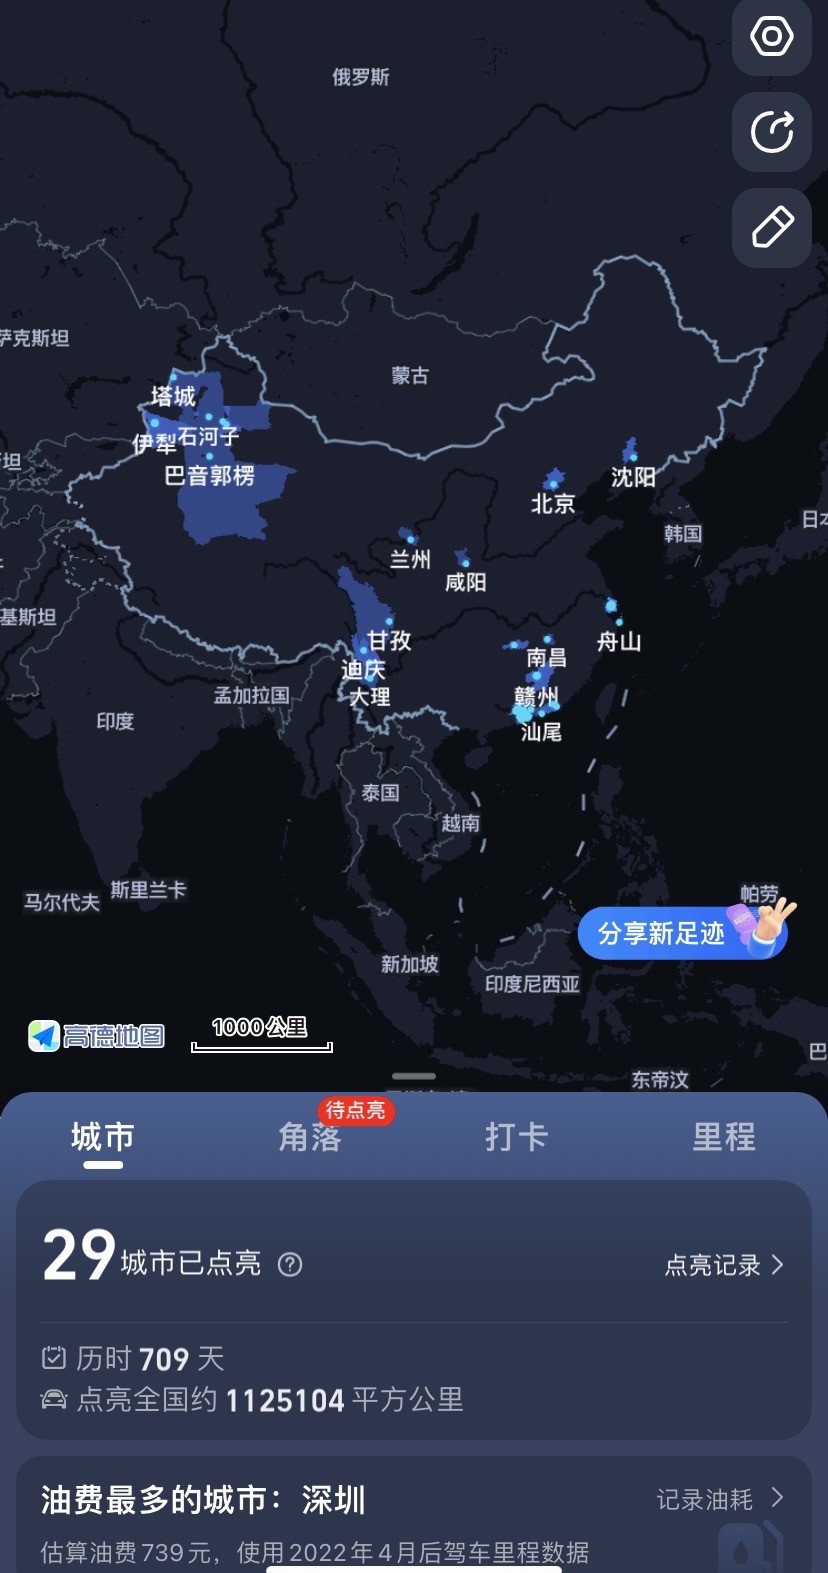 俄罗斯
萨克斯坦
蒙古
塔城
伊犁
石河子
巴音郭楞
坦
北京
沈阳
韩国
日本
兰州
咸阳
基斯坦
甘孜
迪庆
大理
南昌
舟山
赣州
汕尾
孟加拉国
印度
泰国
越南
马尔代夫
斯里兰卡
帕劳
分享新足迹
新加坡
印度尼西亚
高德地图
1000公里
巴
东帝汶
待点亮
城市
角落
打卡
里程
29城市已点亮 ?
点亮记录 >
历时 709 天
点亮全国约 1125104 平方公里
油费最多的城市：深圳
记录油耗 >
估算油费739元，使用2022年4月后驾车里程数据